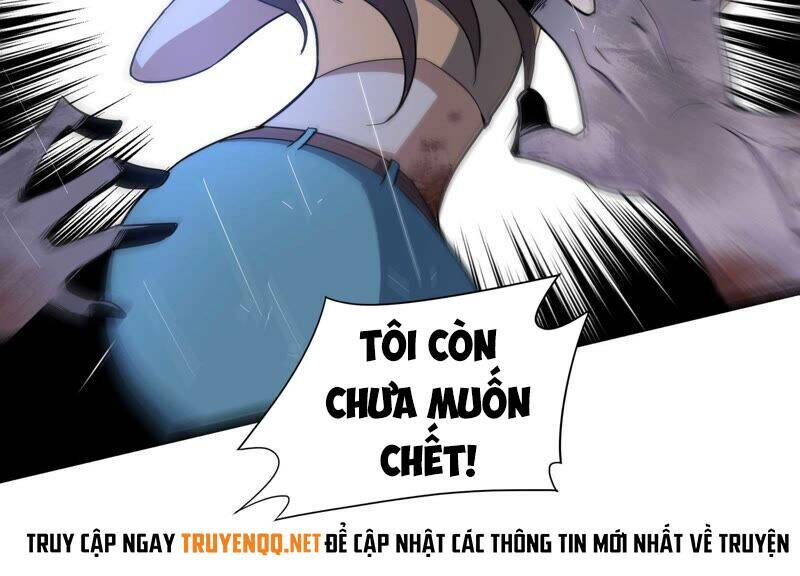 TÔI CÒN
CHƯA MUỐN
CHẾT!
TRUY CẬP NGAY TRUYENQQ.NET ĐỂ CẬP NHẬT CÁC THÔNG TIN MỚI NHẤT VỀ TRUYỆN